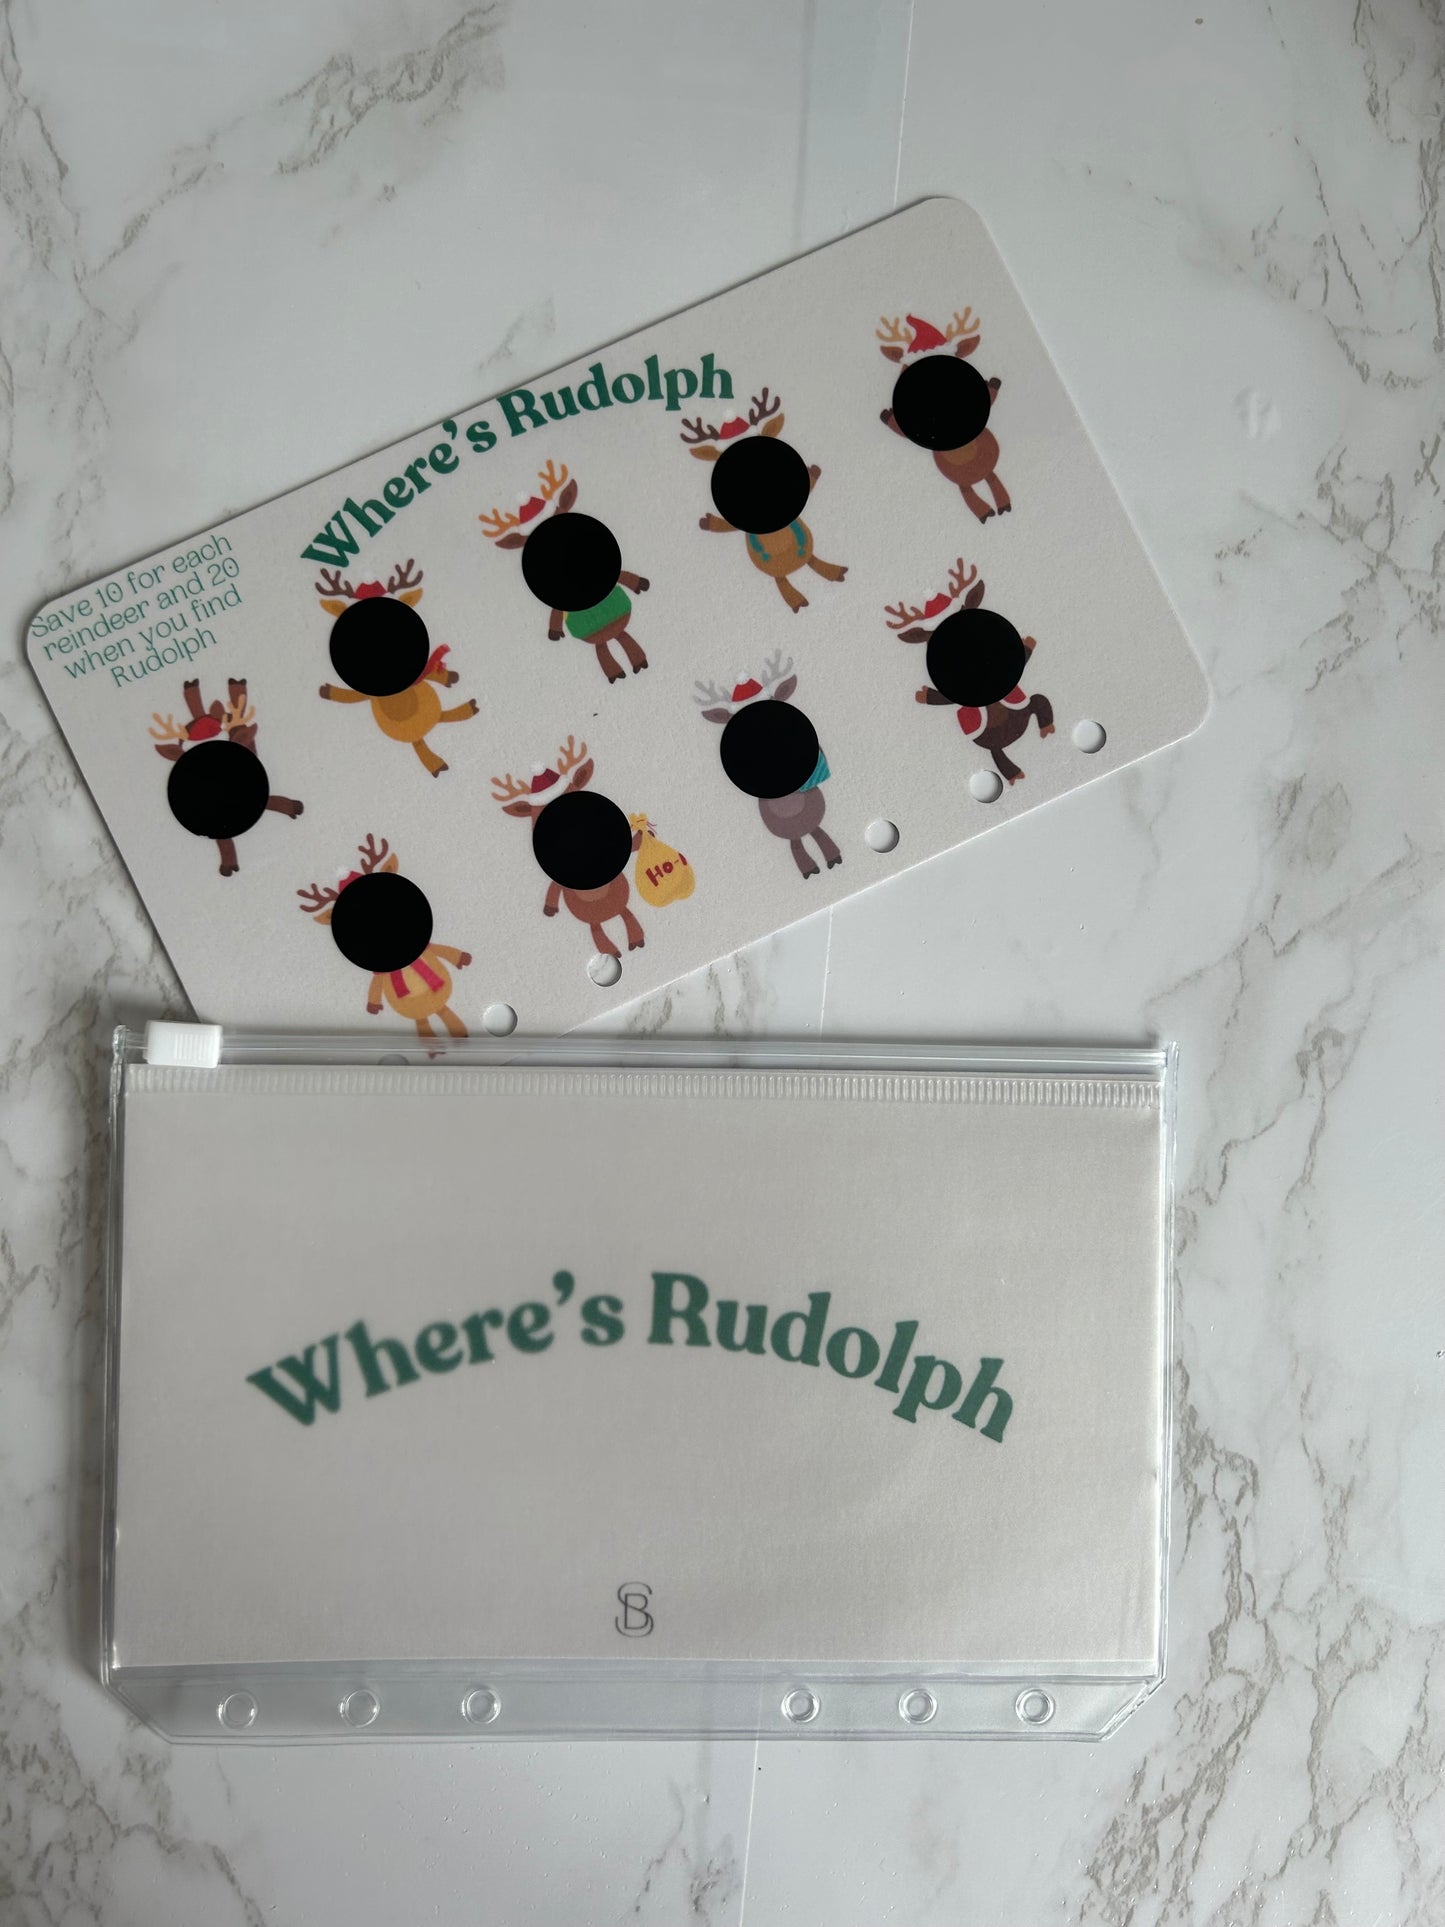 Where's Rudolph
Save 10 for each
reindeer and 20
when you find
Rudolph
HO-
Where's Rudolph
SB